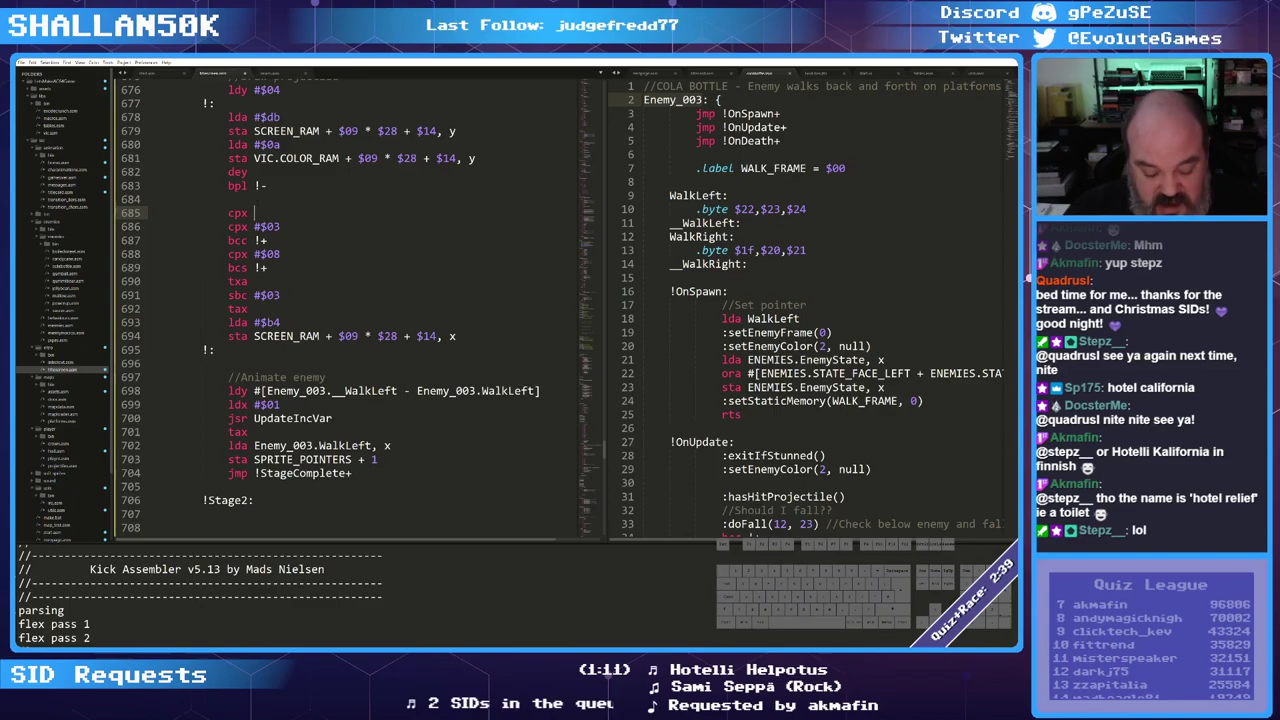 SHALLAN50K
Last Follow: judgefredd77
Discord gPeZuSE
Twitter @EvoluteGames
FOLDERS
676 ldy #$04
!:
678 lda #$db
679 sta SCREEN_RAM + $09 * $28 + $14, y
680 lda #$0a
681 sta VIC.COLOR_RAM + $09 * $28 + $14, y
682 dey
683 bpl !-
684
685 cpx
686 cpx #$03
687 bcc !+
688 cpx #$08
689 bcs !+
690 txa
691 sbc #$03
692 tax
693 lda #$b4
694 sta SCREEN_RAM + $09 * $28 + $14, x
695 !:
696
697 //Animate enemy
698 ldy #[Enemy_003.__WalkLeft - Enemy_003.WalkLeft]
699 ldx #$01
700 jsr UpdateIncVar
701 tax
702 lda Enemy_003.WalkLeft, x
703 sta SPRITE_POINTERS + 1
704 jmp !StageComplete+
705
706 !Stage2:
707
708
1 //COLA BOTTLE - Enemy walks back and forth on platforms
2 Enemy_003: {
3 jmp !OnSpawn+
4 jmp !OnUpdate+
5 jmp !OnDeath+
6
7 .label WALK_FRAME = $00
8
9 WalkLeft:
10 .byte $22,$23,$24
11 __WalkLeft:
12 WalkRight:
13 .byte $1f,$20,$21
14 __WalkRight:
15
16 !OnSpawn:
17 //Set pointer
18 lda WalkLeft
19 :setEnemyFrame(0)
20 :setEnemyColor(2, null)
21 lda ENEMIES.EnemyState, x
22 ora #[ENEMIES.STATE_FACE_LEFT + ENEMIES.STA
23 sta ENEMIES.EnemyState, x
24 :setStaticMemory(WALK_FRAME, 0)
25 rts
26
27 !OnUpdate:
28 :exitIfStunned()
29 :setEnemyColor(2, null)
30
31 :hasHitProjectile()
32 //Should I fall??
33 :doFall(12, 23) //Check below enemy and fal
//----------------------------------------------------------
// Kick Assembler v5.13 by Mads Nielsen
//----------------------------------------------------------
parsing
flex pass 1
flex pass 2
Quiz+Race: 2:39
DocsterMe: Mhm
Akmafin: yup stepz
Quadrusl:
bed time for me... thanks for the
stream... and Christmas SIDs!
good night!
Stepz__:
@quadrusl see ya again next time,
nite
Sp175: hotel california
DocsterMe:
@quadrusl nite nite see ya!
Akmafin:
@stepz__ or Hotelli Kalifornia in
finnish
Akmafin:
@stepz__ tho the name is 'hotel relief'
ie a toilet
Stepz__: lol
Quiz League
7 akmafin 96806
8 andymagicknigh 70002
9 clicktech_kev 43324
10 fittrend 35829
11 misterspeaker 32151
12 darkj75 31117
13 zzapitalia 25584
SID Requests
♫ 2 SIDs in the queu
(1:11) ♫ Hotelli Helpotus
♫ Sami Seppä (Rock)
♪ Requested by akmafin